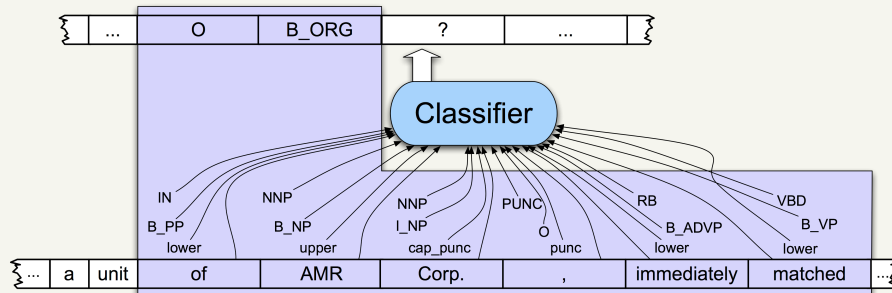 ... O B_ORG ? ...
Classifier
IN NNP NNP PUNC RB VBD
B_PP B_NP I_NP O B_ADVP B_VP
lower upper cap_punc punc lower lower
... a unit of AMR Corp. , immediately matched ...